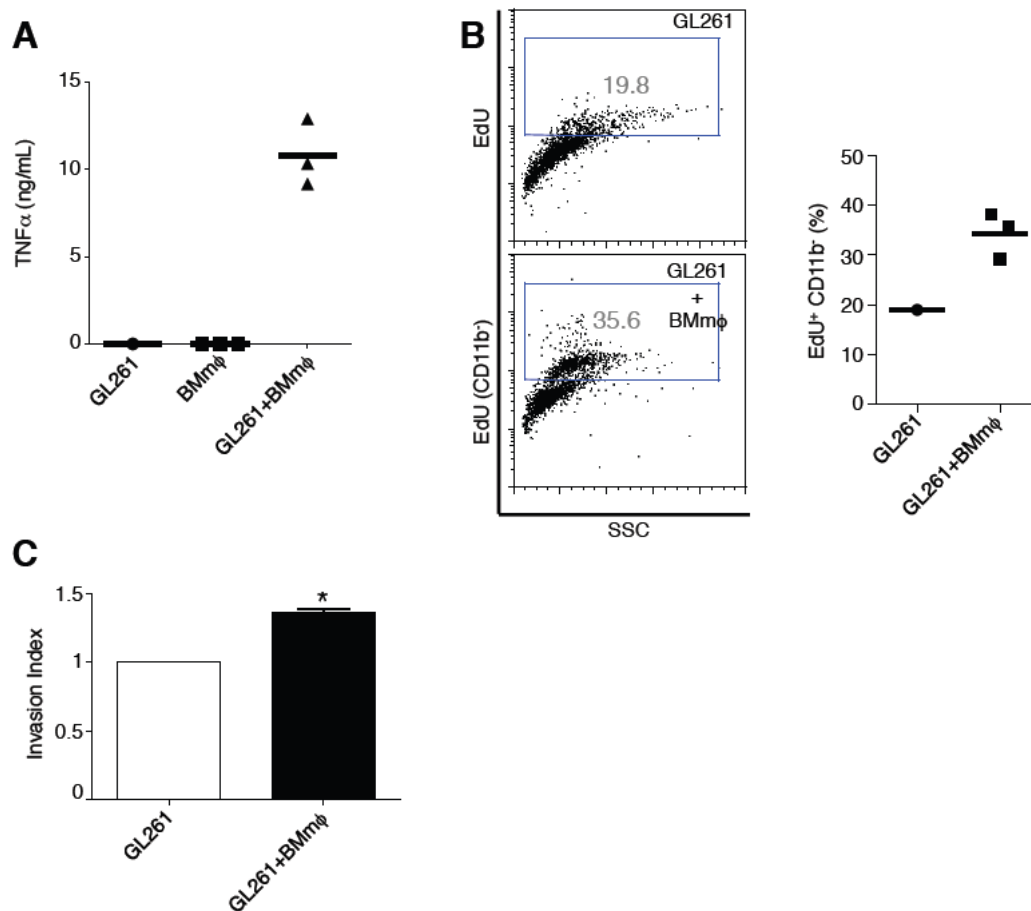 A
TNFα (ng/mL)
15
10
5
0
GL261
BMmϕ
GL261+BMmϕ
B
GL261
19.8
EdU
GL261
+
BMmϕ
35.6
EdU (CD11b-)
SSC
EdU+ CD11b- (%)
50
40
30
20
10
0
GL261
GL261+BMmϕ
C
Invasion Index
1.5
*
1
0.5
0
GL261
GL261+BMmϕ